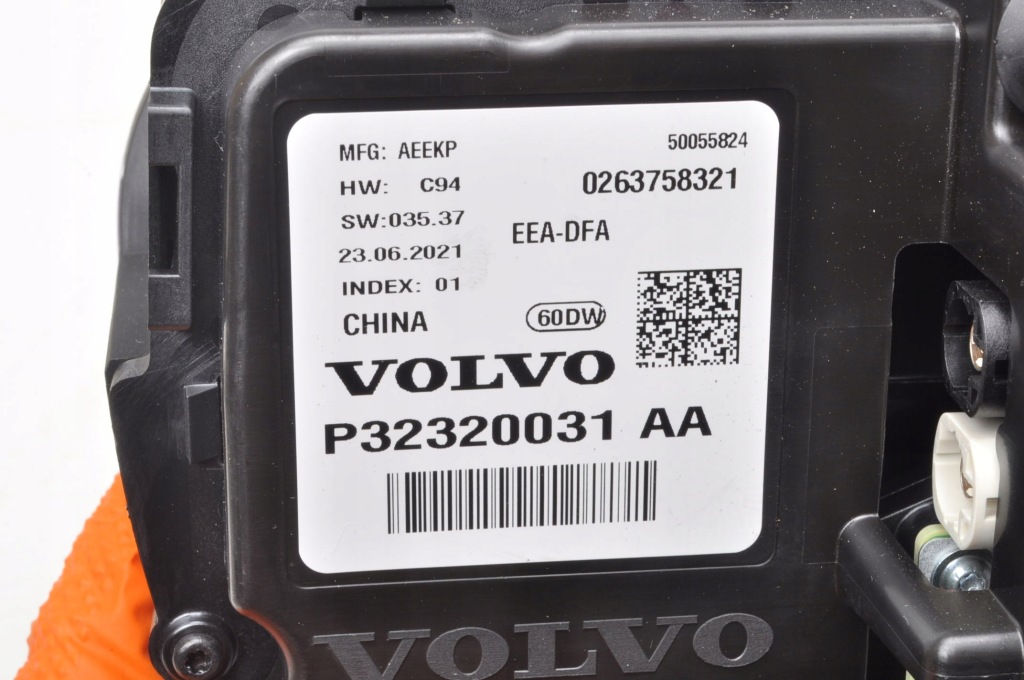 MFG: AEEKP
50055824
HW: C94
0263758321
SW:035.37
EEA-DFA
23.06.2021
INDEX: 01
CHINA
60DW
VOLVO
P32320031 AA
VOLVO